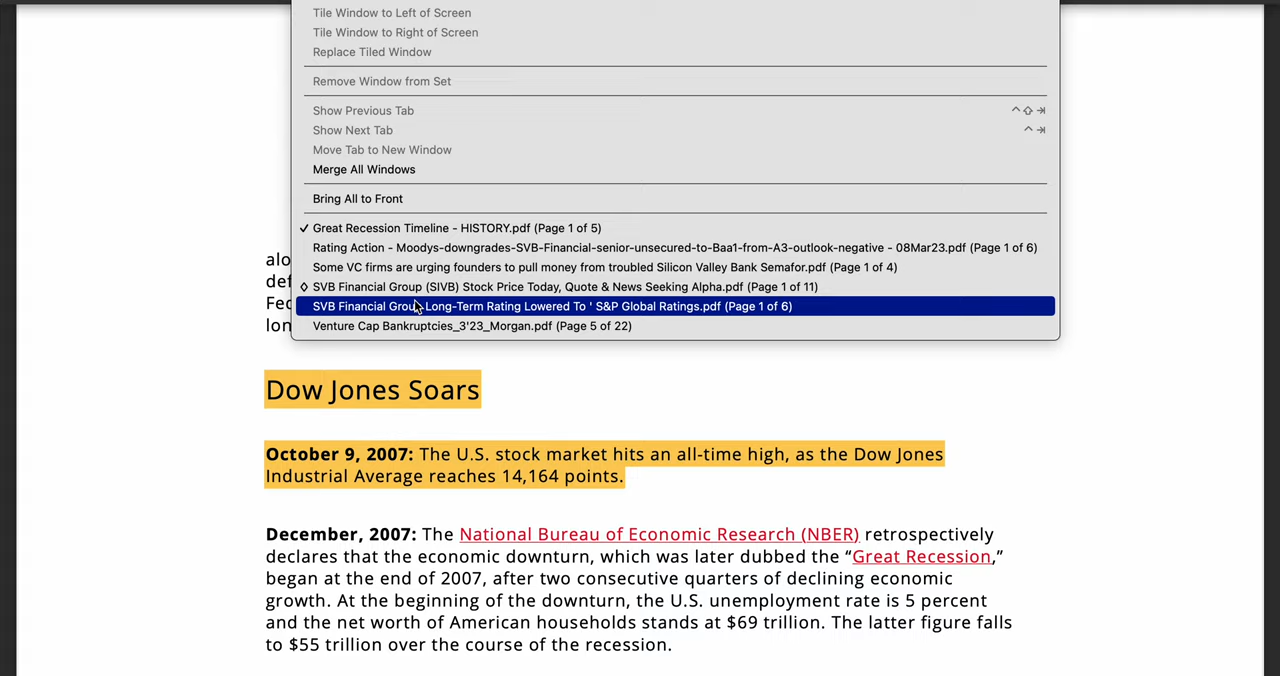 Tile Window to Left of Screen
Tile Window to Right of Screen
Replace Tiled Window
Remove Window from Set
Show Previous Tab
Show Next Tab
Move Tab to New Window
Merge All Windows
Bring All to Front
✓ Great Recession Timeline - HISTORY.pdf (Page 1 of 5)
Rating Action - Moodys-downgrades-SVB-Financial-senior-unsecured-to-Baa1-from-A3-outlook-negative - 08Mar23.pdf (Page 1 of 6)
Some VC firms are urging founders to pull money from troubled Silicon Valley Bank Semafor.pdf (Page 1 of 4)
◊ SVB Financial Group (SIVB) Stock Price Today, Quote & News Seeking Alpha.pdf (Page 1 of 11)
SVB Financial Group Long-Term Rating Lowered To ' S&P Global Ratings.pdf (Page 1 of 6)
Venture Cap Bankruptcies_3'23_Morgan.pdf (Page 5 of 22)
Dow Jones Soars
October 9, 2007: The U.S. stock market hits an all-time high, as the Dow Jones
Industrial Average reaches 14,164 points.
December, 2007: The National Bureau of Economic Research (NBER) retrospectively
declares that the economic downturn, which was later dubbed the “Great Recession,”
began at the end of 2007, after two consecutive quarters of declining economic
growth. At the beginning of the downturn, the U.S. unemployment rate is 5 percent
and the net worth of American households stands at $69 trillion. The latter figure falls
to $55 trillion over the course of the recession.